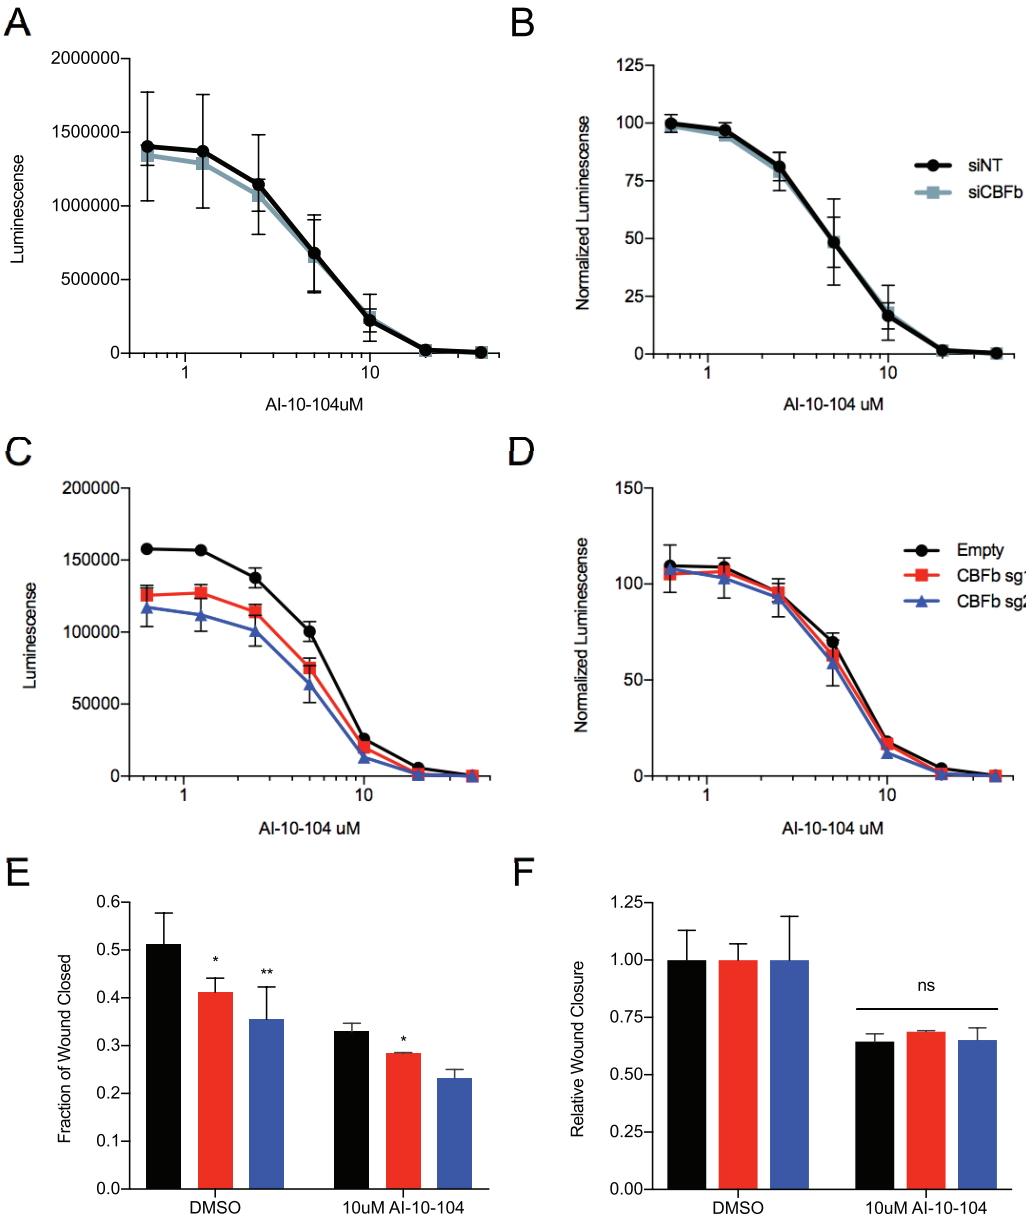 A
2000000
1500000
1000000
500000
0
Luminescense
1
10
AI-10-104uM
B
125
100
75
50
25
0
Normalized Luminescense
1
10
AI-10-104 uM
siNT
siCBFb
C
200000
150000
100000
50000
0
Luminescense
1
10
AI-10-104 uM
D
150
100
50
0
Normalized Luminescense
1
10
AI-10-104 uM
Empty
CBFb sg1
CBFb sg2
E
0.6
0.5
0.4
0.3
0.2
0.1
0.0
Fraction of Wound Closed
*
**
*
DMSO
10uM AI-10-104
F
1.25
1.00
0.75
0.50
0.25
0.00
Relative Wound Closure
ns
DMSO
10uM AI-10-104